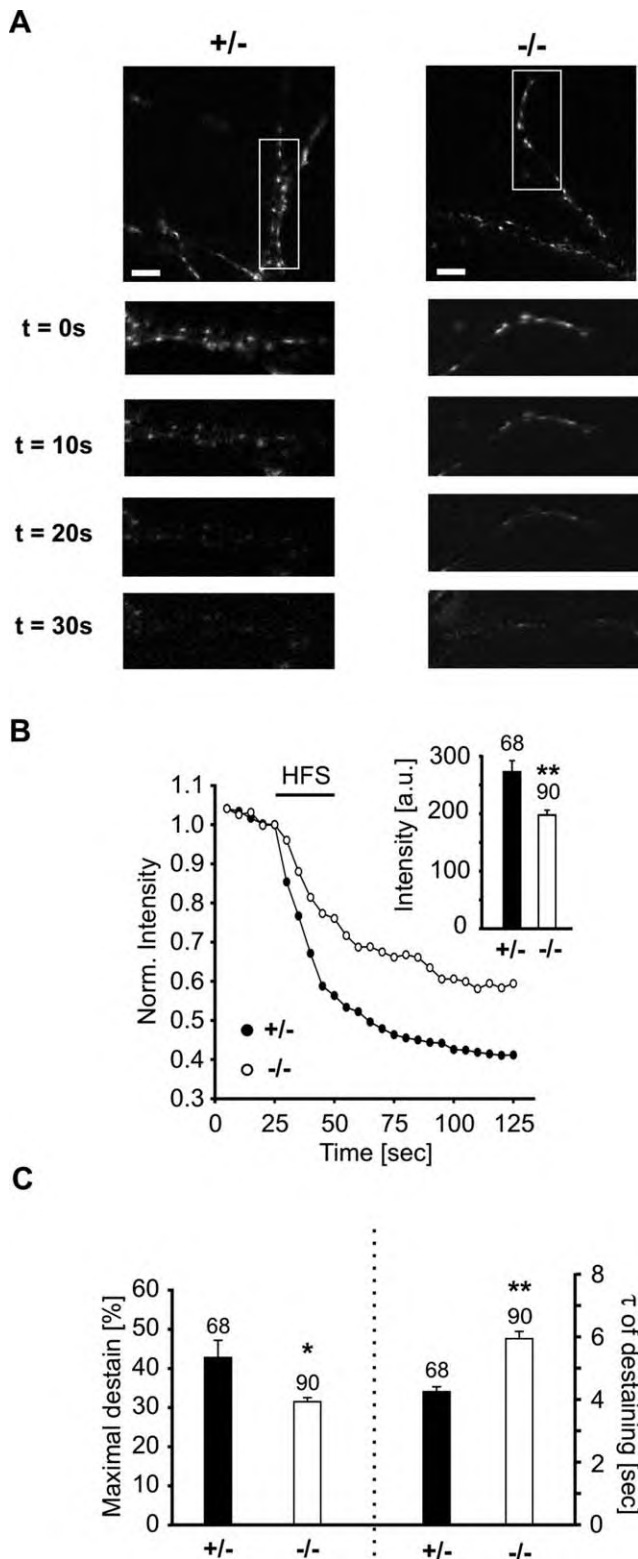 A
+/-
-/-
t = 0s
t = 10s
t = 20s
t = 30s
B
HFS
Norm. Intensity
1.1
1.0
0.9
0.8
0.7
0.6
0.5
0.4
0.3
+/-
-/-
0 25 50 75 100 125
Time [sec]
Intensity [a.u.]
300
200
200
0
68
**
90
+/- -/-
C
Maximal destain [%]
60
50
40
30
20
10
0
68
*
90
+/- -/-
68
**
90
+/- -/-
8
6
4
2
0
τ of destaining [sec]